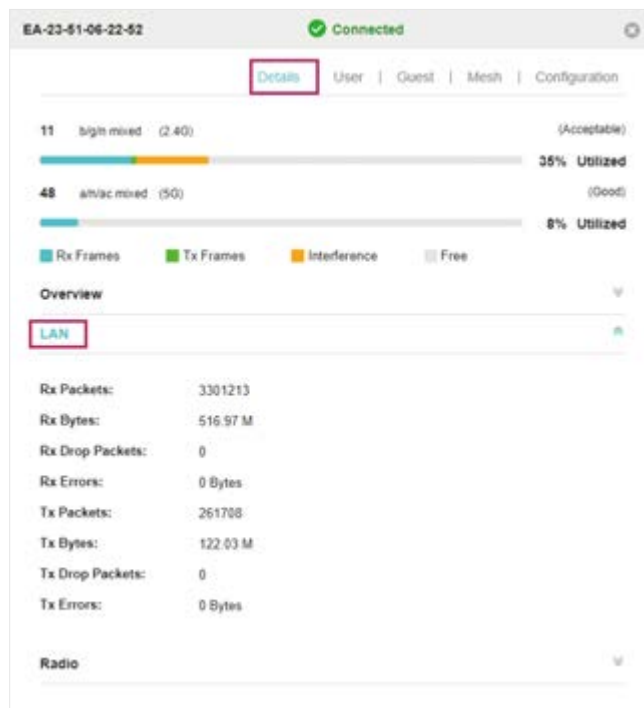 EA-23-51-06-22-52 Connected
Details User | Guest | Mesh | Configuration
11 b/g/n mixed (2.4G) (Acceptable)
35% Utilized
48 a/n/ac mixed (5G) (Good)
8% Utilized
Rx Frames Tx Frames Interference Free
Overview
LAN
Rx Packets: 3301213
Rx Bytes: 516.97 M
Rx Drop Packets: 0
Rx Errors: 0 Bytes
Tx Packets: 261708
Tx Bytes: 122.03 M
Tx Drop Packets: 0
Tx Errors: 0 Bytes
Radio